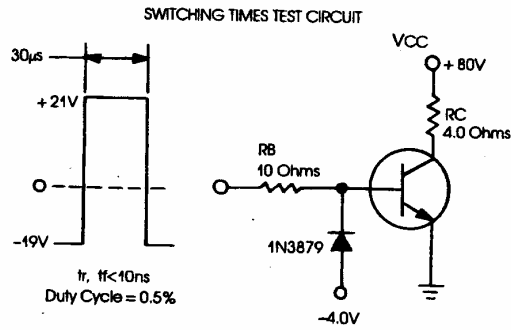 SWITCHING TIMES TEST CIRCUIT
30µs
+21V
O
-19V
tr, tf<10ns
Duty Cycle = 0.5%
VCC
+ 80V
RC
4.0 Ohms
RB
10 Ohms
1N3879
-4.0V